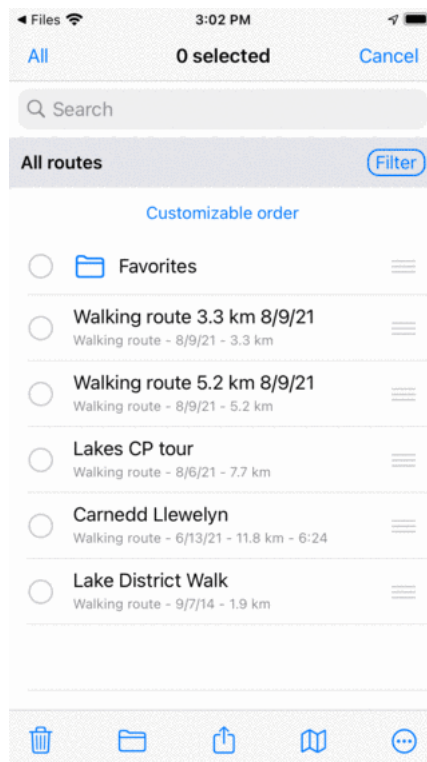 ◀ Files 3:02 PM
All 0 selected Cancel
Search
All routes Filter
Customizable order
Favorites
Walking route 3.3 km 8/9/21
Walking route - 8/9/21 - 3.3 km
Walking route 5.2 km 8/9/21
Walking route - 8/9/21 - 5.2 km
Lakes CP tour
Walking route - 8/6/21 - 7.7 km
Carnedd Llewelyn
Walking route - 6/13/21 - 11.8 km - 6:24
Lake District Walk
Walking route - 9/7/14 - 1.9 km